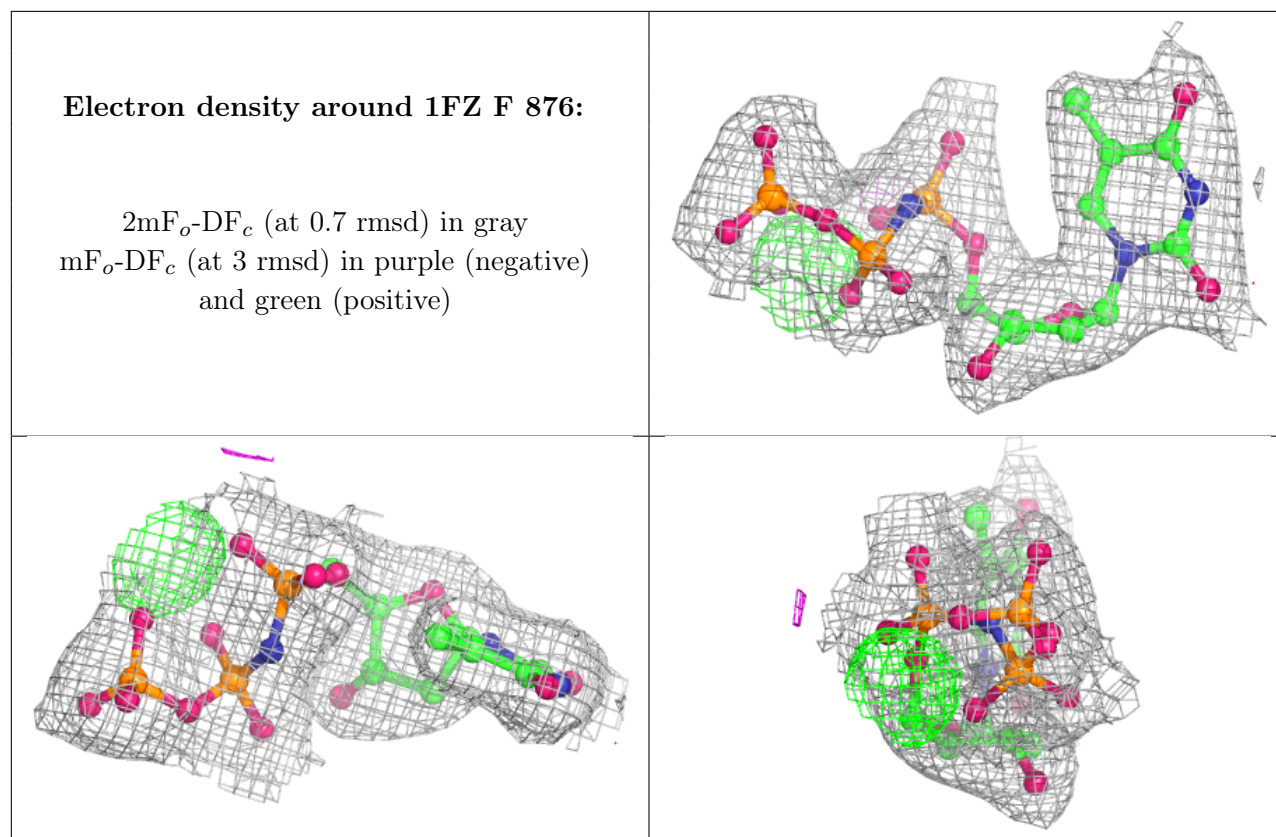 Electron density around 1FZ F 876:
2mFo-DFc (at 0.7 rmsd) in gray
mFo-DFc (at 3 rmsd) in purple (negative)
and green (positive)